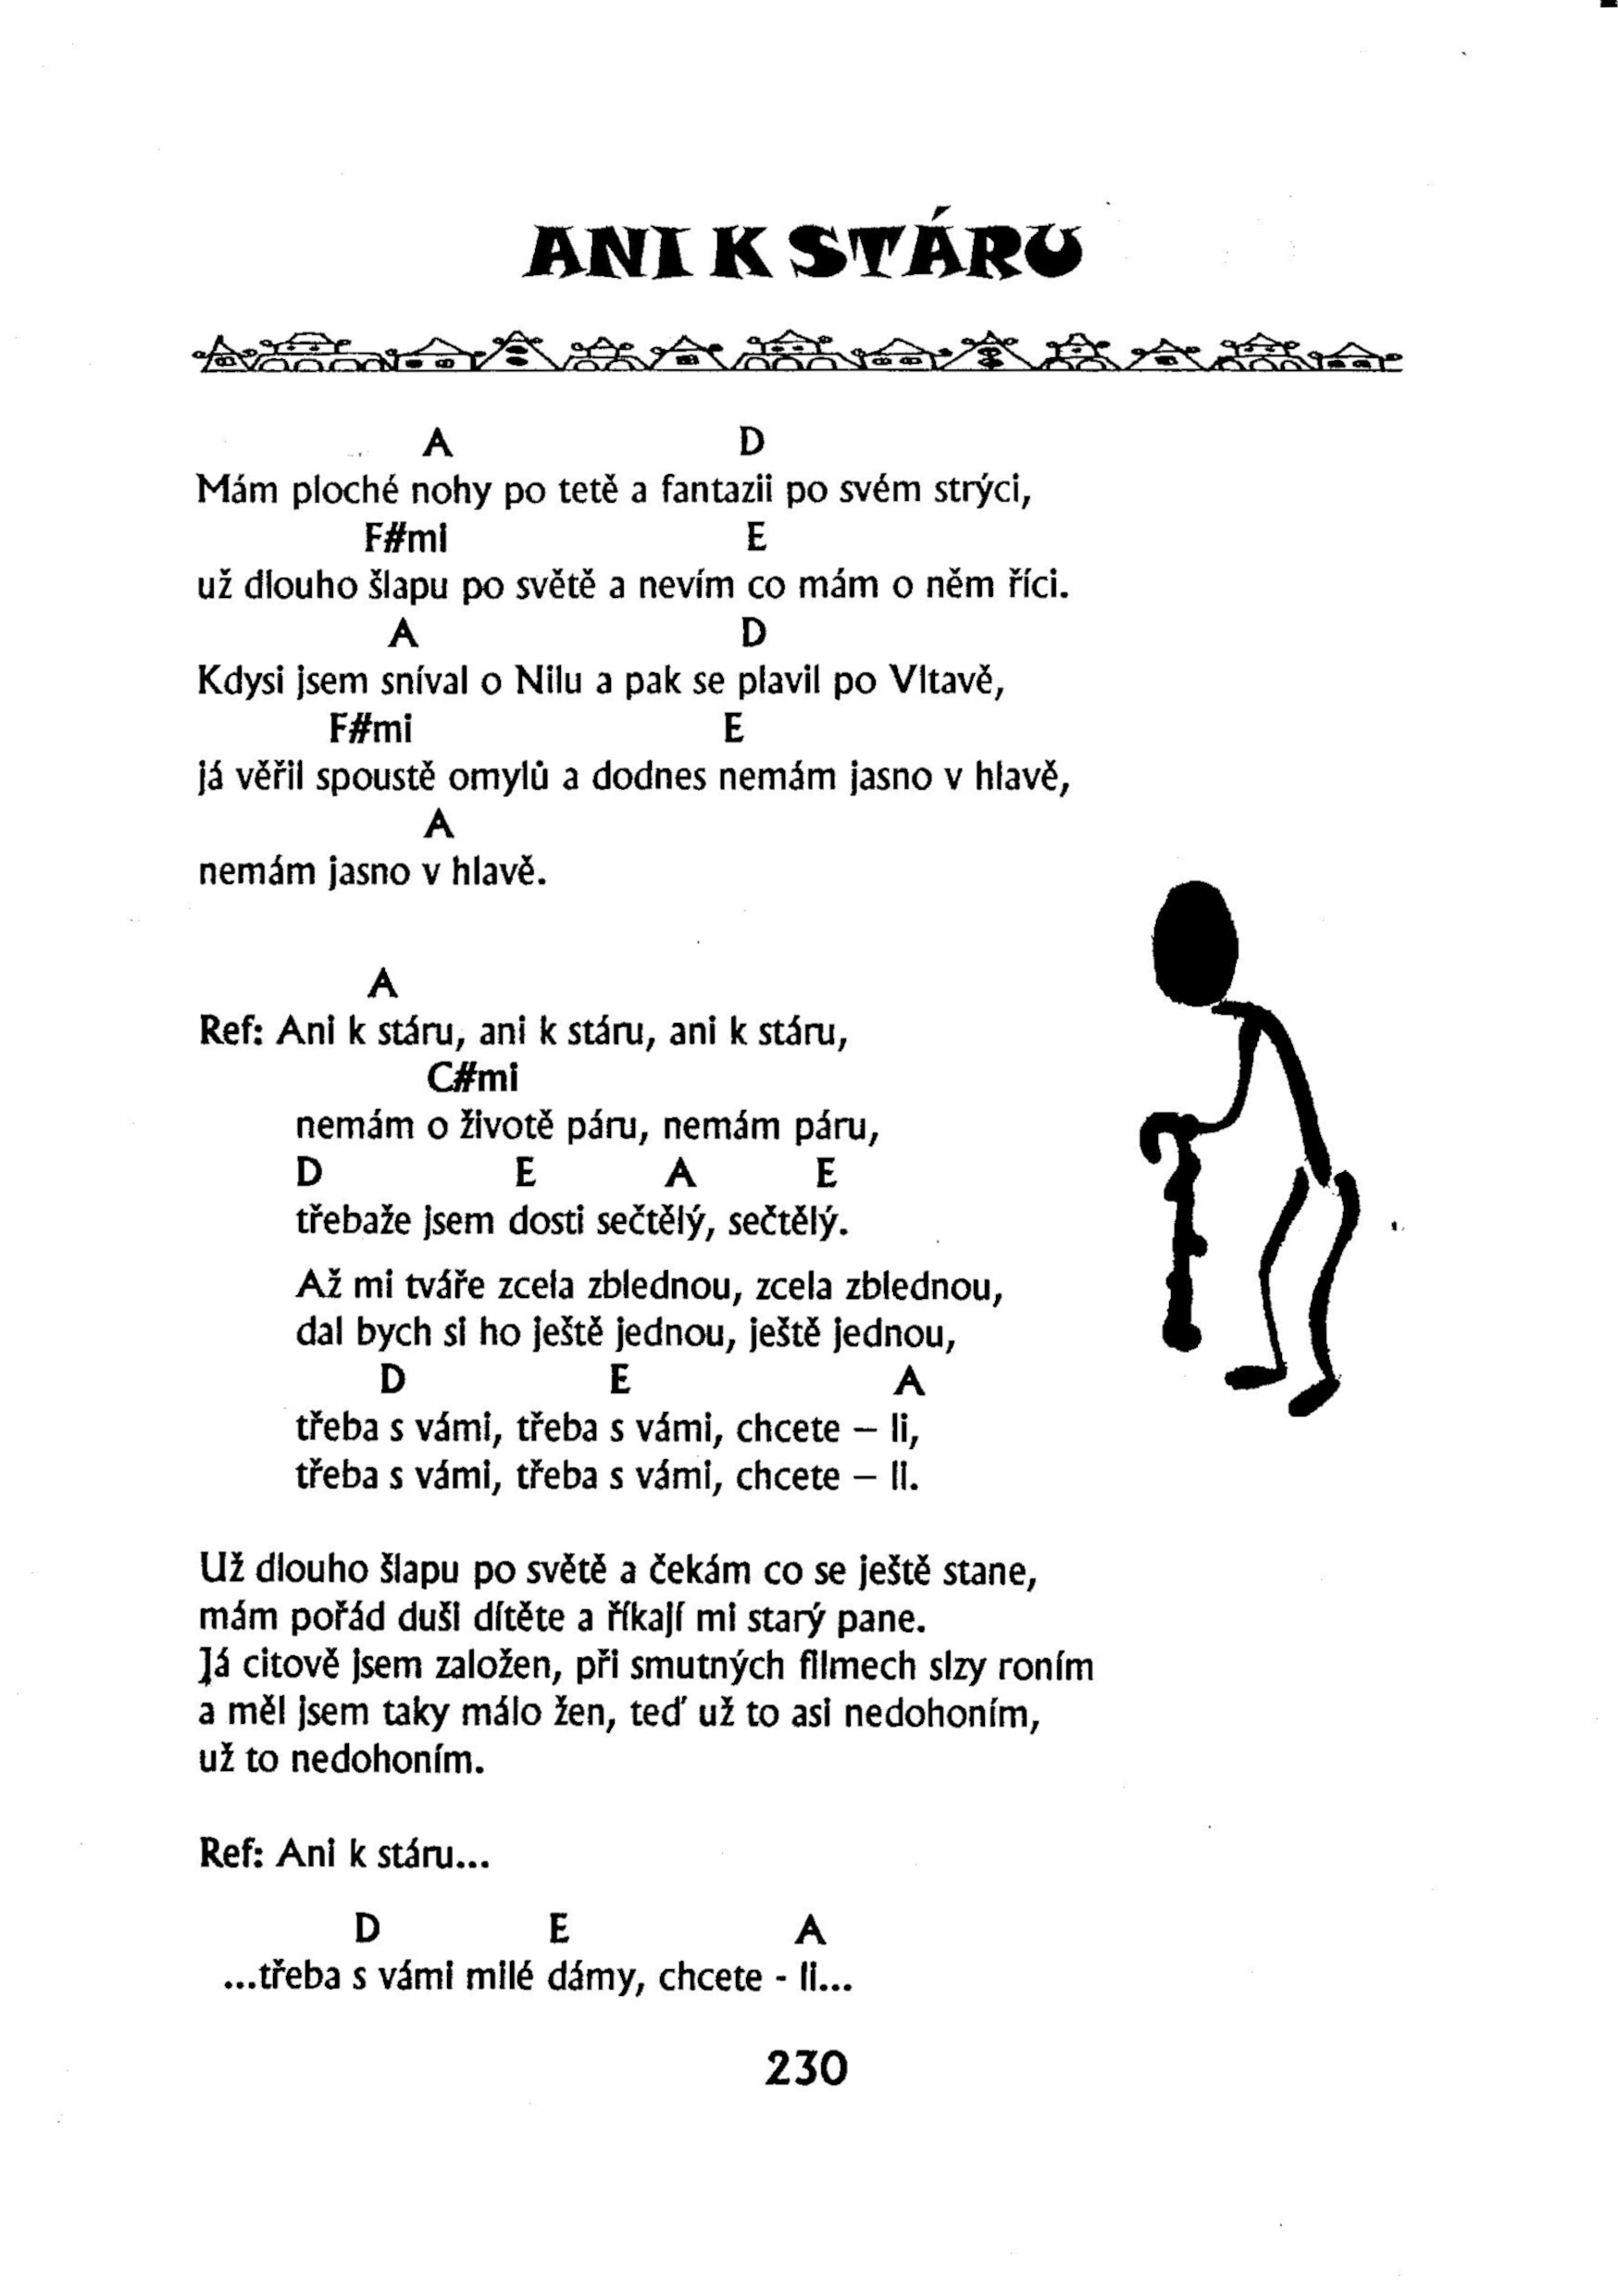 ANI K STÁRU
A D
Mám ploché nohy po tetě a fantazii po svém strýci,
F#mi E
už dlouho šlapu po světě a nevím co mám o něm říci.
A D
Kdysi jsem sníval o Nilu a pak se plavil po Vltavě,
F#mi E
já věřil spoustě omylů a dodnes nemám jasno v hlavě,
A
nemám jasno v hlavě.
A
Ref: Ani k stáru, ani k stáru, ani k stáru,
C#mi
nemám o životě páru, nemám páru,
D E A E
třebaže jsem dosti sečtělý, sečtělý.
Až mi tváře zcela zblednou, zcela zblednou,
dal bych si ho ještě jednou, ještě jednou,
D E A
třeba s vámi, třeba s vámi, chcete – li,
třeba s vámi, třeba s vámi, chcete – li.
Už dlouho šlapu po světě a čekám co se ještě stane,
mám pořád duši dítěte a říkají mi starý pane.
Já citově jsem založen, při smutných filmech slzy roním
a měl jsem taky málo žen, teď už to asi nedohoním,
už to nedohoním.
Ref: Ani k stáru...
D E A
...třeba s vámi milé dámy, chcete - li...
230